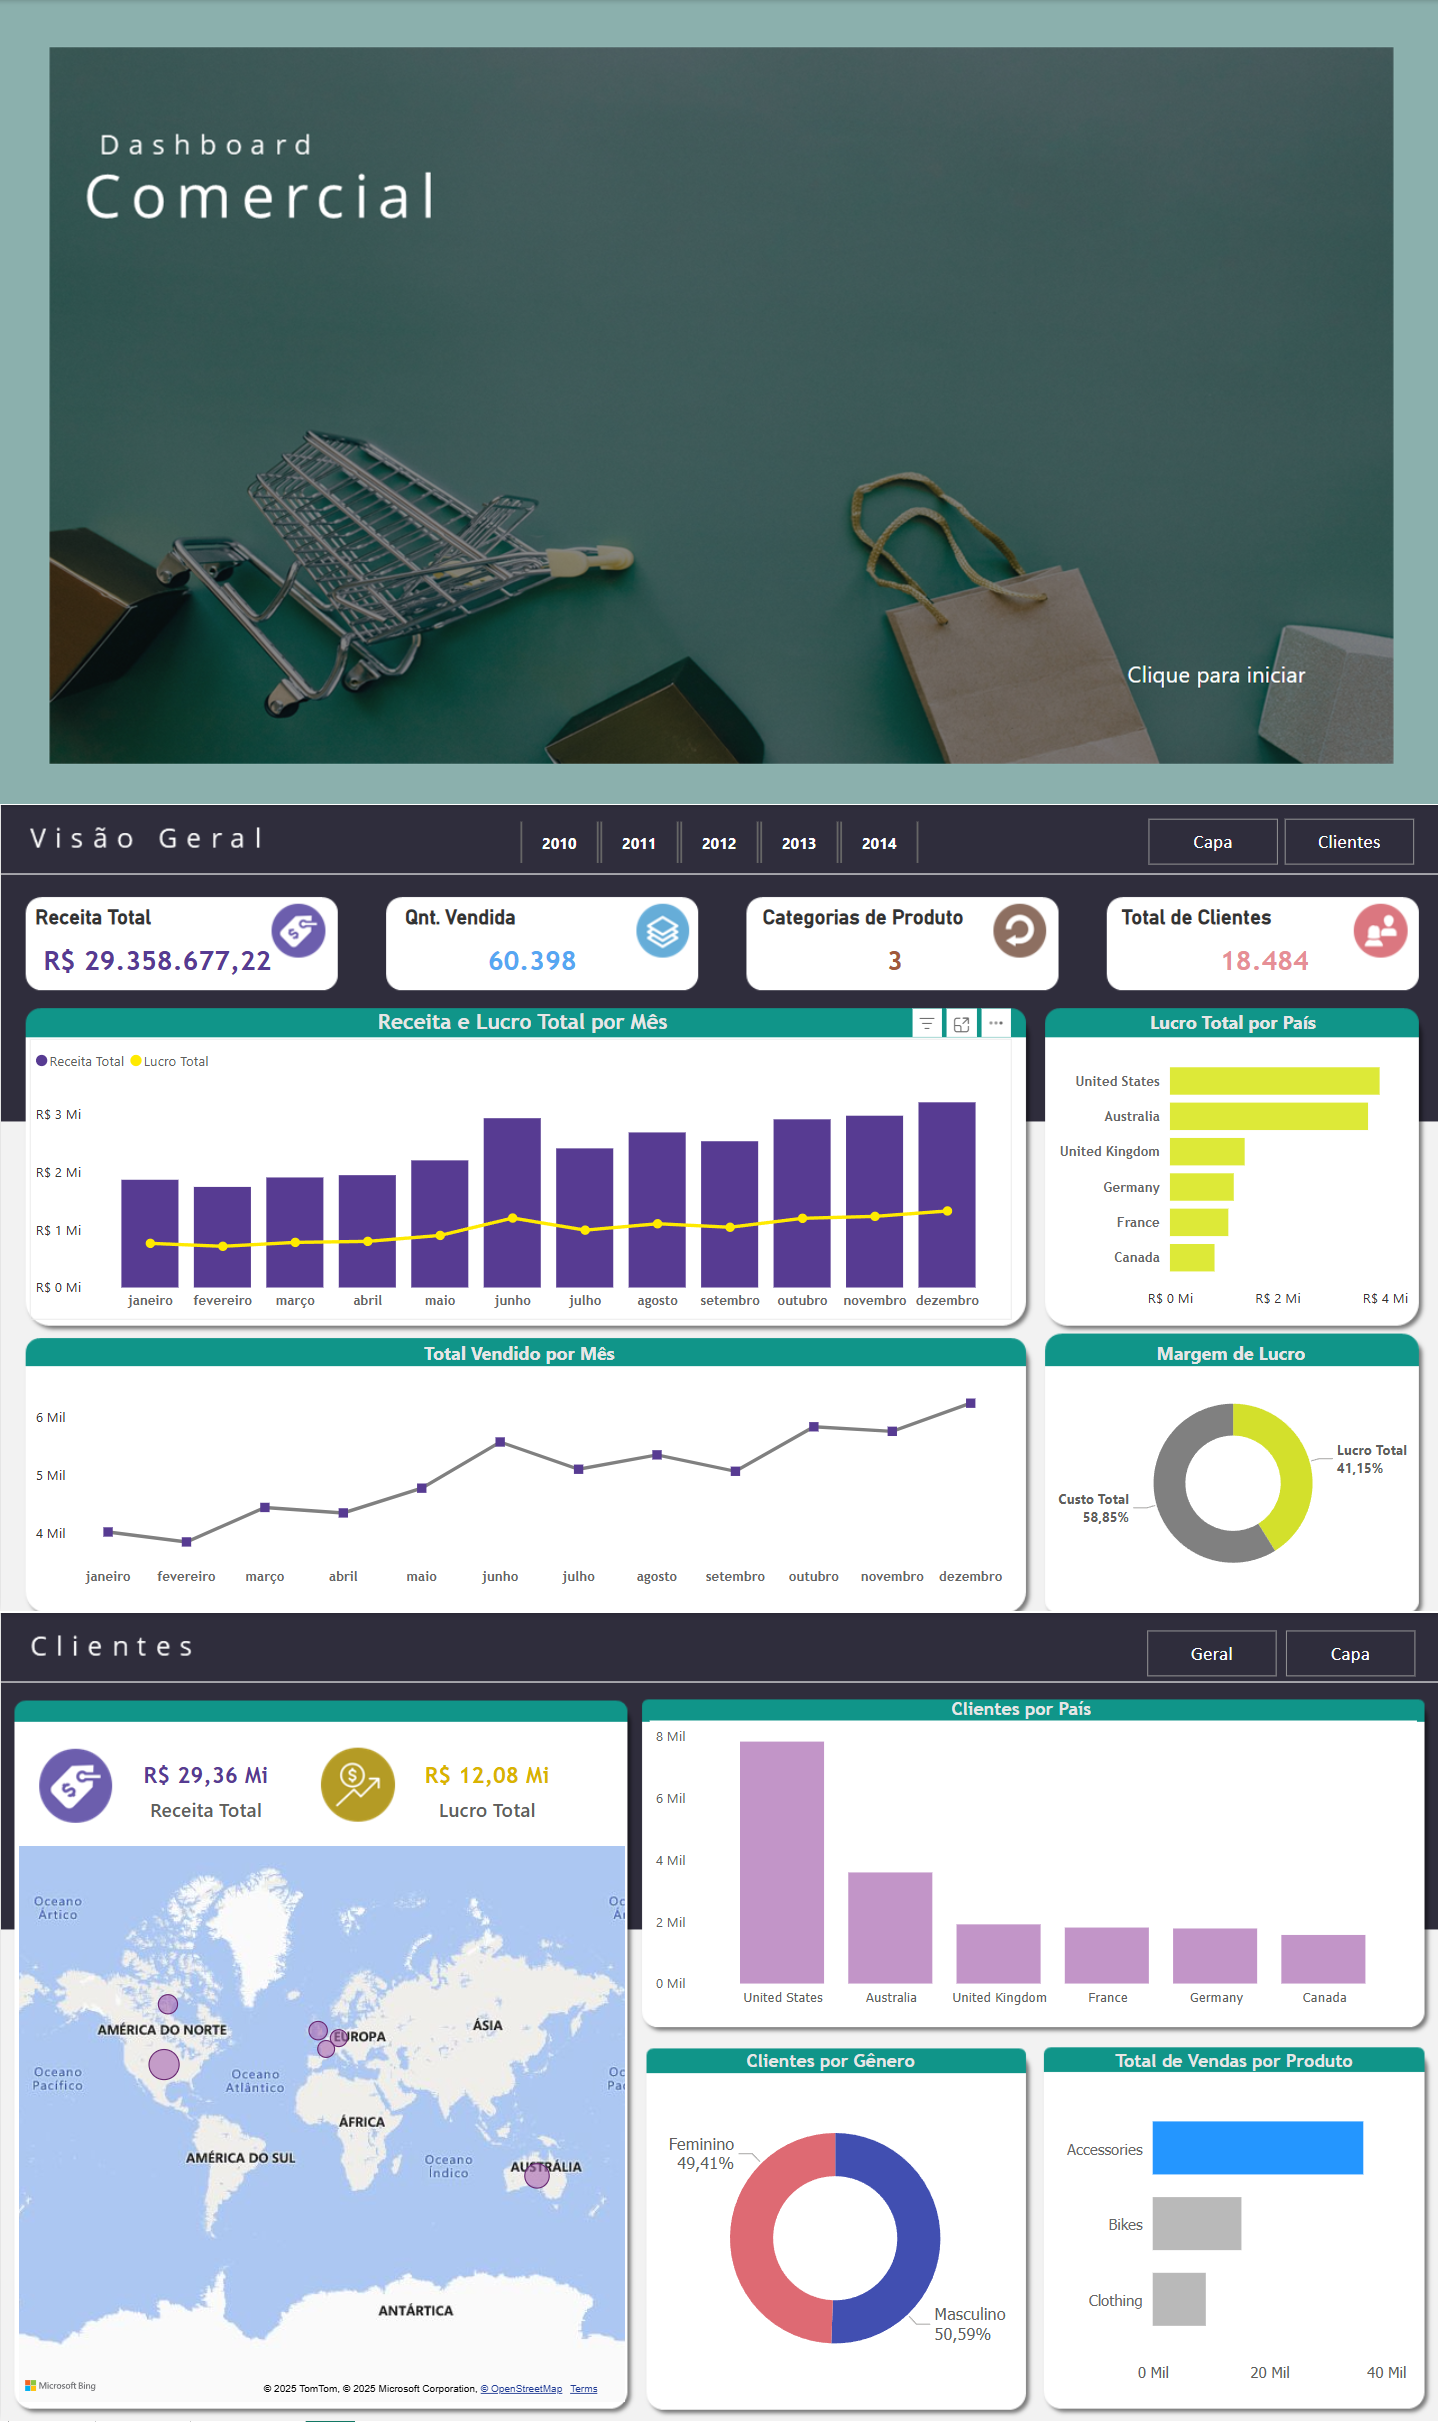 Dashboard
Comercial
Clique para iniciar
Visão Geral
2010 2011 2012 2013 2014
Capa Clientes
Receita Total
R$ 29.358.677,22
Qnt. Vendida
60.398
Categorias de Produto
3
Total de Clientes
18.484
Receita e Lucro Total por Mês
Receita Total Lucro Total
R$ 3 Mi
R$ 2 Mi
R$ 1 Mi
R$ 0 Mi
janeiro fevereiro março abril maio junho julho agosto setembro outubro novembro dezembro
Lucro Total por País
United States
Australia
United Kingdom
Germany
France
Canada
R$ 0 Mi R$ 2 Mi R$ 4 Mi
Total Vendido por Mês
6 Mil
5 Mil
4 Mil
janeiro fevereiro março abril maio junho julho agosto setembro outubro novembro dezembro
Margem de Lucro
Lucro Total
41,15%
Custo Total
58,85%
Clientes
Geral Capa
R$ 29,36 Mi
Receita Total
R$ 12,08 Mi
Lucro Total
Oceano
Ártico
Oc
Ár
AMÉRICA DO NORTE
EUROPA
ÁSIA
Oceano
Pacífico
Oceano
Atlântico
Oc
Pac
ÁFRICA
AMÉRICA DO SUL
Oceano
Índico
AUSTRÁLIA
ANTÁRTICA
Microsoft Bing
© 2025 TomTom, © 2025 Microsoft Corporation, © OpenStreetMap Terms
Clientes por País
8 Mil
6 Mil
4 Mil
2 Mil
0 Mil
United States Australia United Kingdom France Germany Canada
Clientes por Gênero
Feminino
49,41%
Masculino
50,59%
Total de Vendas por Produto
Accessories
Bikes
Clothing
0 Mil 20 Mil 40 Mil